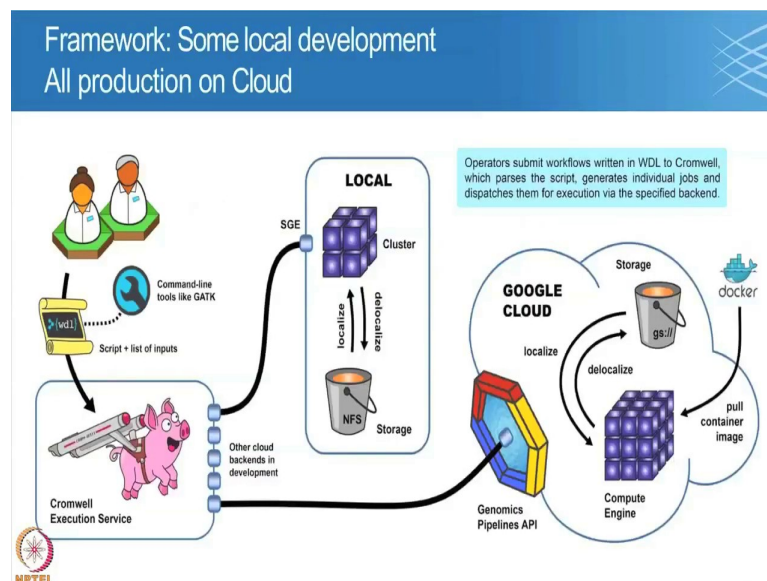 Framework: Some local development
All production on Cloud
Operators submit workflows written in WDL to Cromwell,
which parses the script, generates individual jobs and
dispatches them for execution via the specified backend.
LOCAL
SGE
Cluster
localize
delocalize
NFS
Storage
Command-line
tools like GATK
wdl
Script + list of inputs
Other cloud
backends in
development
Cromwell
Execution Service
GOOGLE
CLOUD
Storage
gs://
docker
localize
delocalize
pull
container
image
Genomics
Pipelines API
Compute
Engine
NPTEL